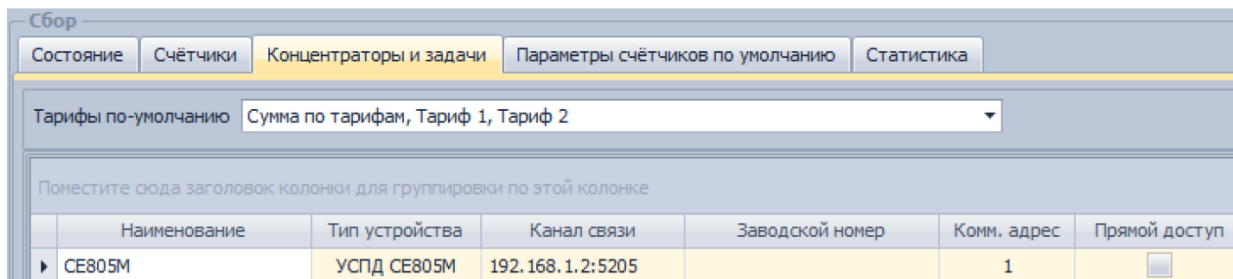 Сбор
Состояние Счётчики Концентраторы и задачи Параметры счётчиков по умолчанию Статистика
Тарифы по-умолчанию Сумма по тарифам, Тариф 1, Тариф 2
Поместите сюда заголовок колонки для группировки по этой колонке
Наименование Тип устройства Канал связи Заводской номер Комм. адрес Прямой доступ
CE805M УСПД CE805M 192.168.1.2:5205 1